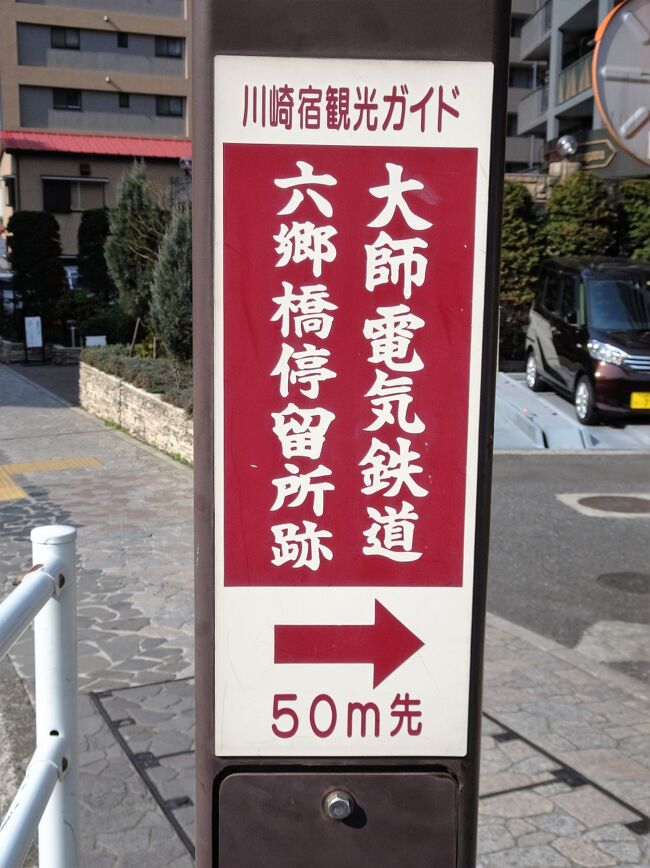 川崎宿観光ガイド
大師電気鉄道
六郷橋停留所跡
50m先